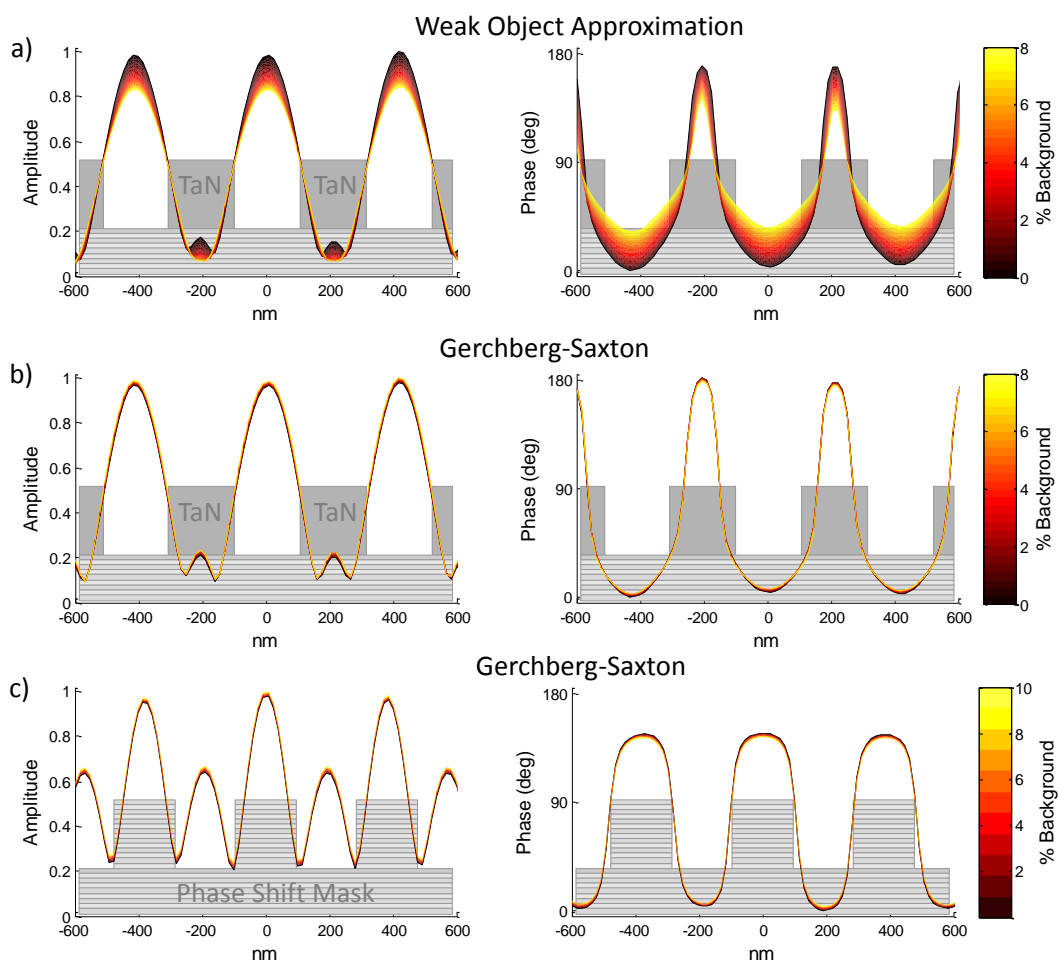 Weak Object Approximation
a)
1
0.8
0.6
0.4
0.2
0
Amplitude
TaN
TaN
-600 -400 -200 0 200 400 600
nm
180
90
0
Phase (deg)
-600 -400 -200 0 200 400 600
nm
8
6
4
2
0
% Background
Gerchberg-Saxton
b)
1
0.8
0.6
0.4
0.2
0
Amplitude
TaN
TaN
-600 -400 -200 0 200 400 600
nm
180
90
0
Phase (deg)
-600 -400 -200 0 200 400 600
nm
8
6
4
2
0
% Background
Gerchberg-Saxton
c)
1
0.8
0.6
0.4
0.2
0
Amplitude
Phase Shift Mask
-600 -400 -200 0 200 400 600
nm
180
90
0
Phase (deg)
-600 -400 -200 0 200 400 600
nm
10
8
6
4
2
0
% Background